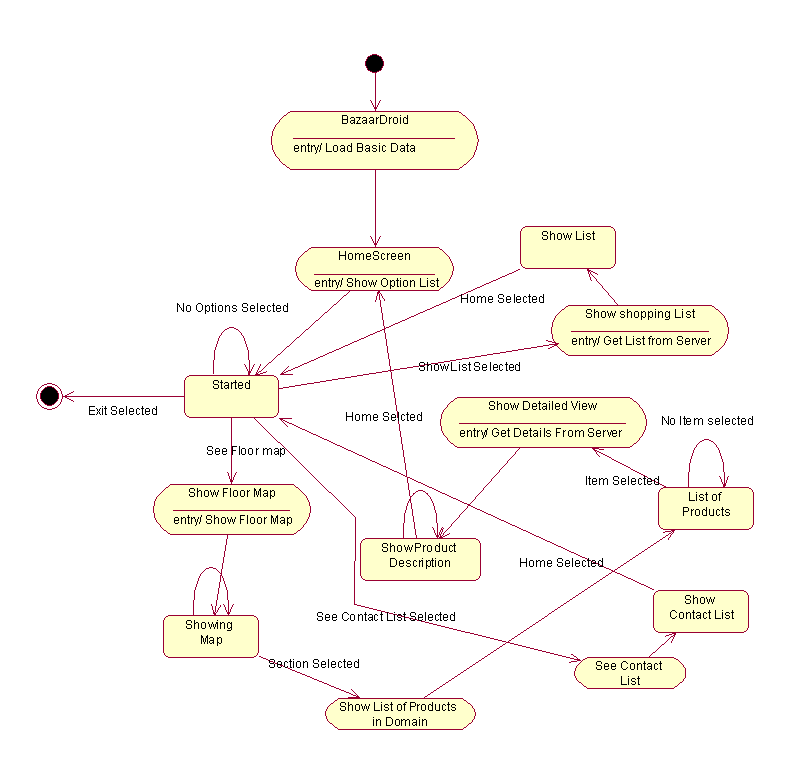 BazaarDroid
entry/ Load Basic Data
Show List
HomeScreen
entry/ Show Option List
Home Selected
No Options Selected
Show shopping List
entry/ Get List from Server
ShowList Selected
Started
Exit Selected
Home Selcted
Show Detailed View
entry/ Get Details From Server
No Item selected
See Floor map
Item Selected
Show Floor Map
entry/ Show Floor Map
List of
Products
ShowProduct
Description
Home Selected
Show
Contact List
See Contact List Selected
Showing
Map
Section Selected
See Contact
List
Show List of Products
in Domain